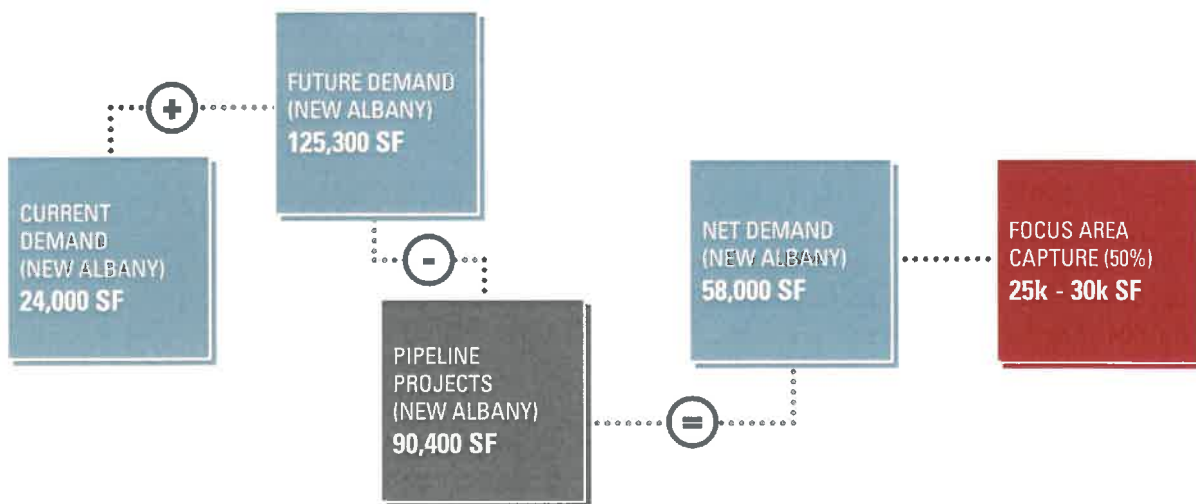 CURRENT
DEMAND
(NEW ALBANY)
24,000 SF
+
FUTURE DEMAND
(NEW ALBANY)
125,300 SF
-
PIPELINE
PROJECTS
(NEW ALBANY)
90,400 SF
=
NET DEMAND
(NEW ALBANY)
58,000 SF
FOCUS AREA
CAPTURE (50%)
25k - 30k SF